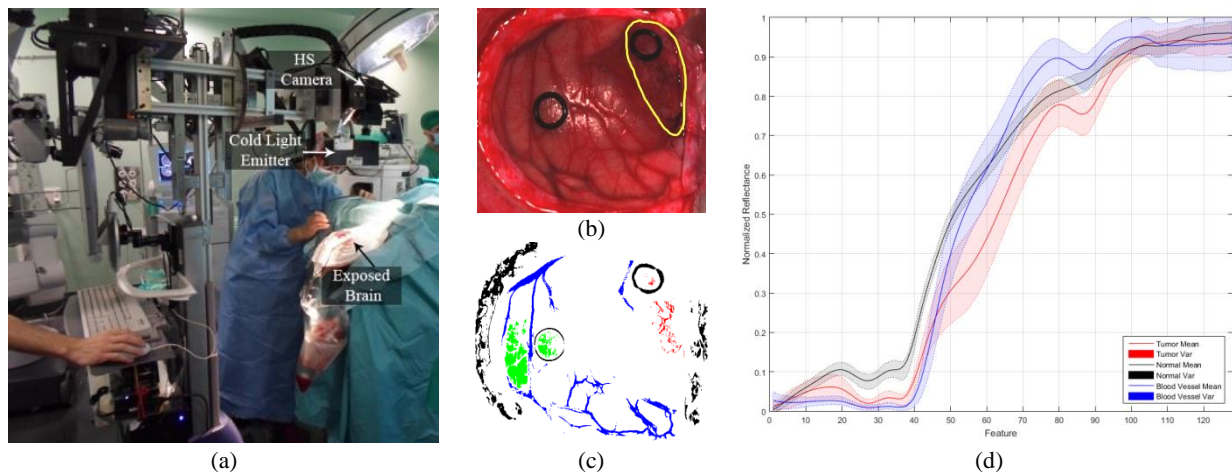 HS
Camera
Cold Light
Emitter
Exposed
Brain
(a)
(b)
(c)
Normalized Reflectance
1
0.9
0.8
0.7
0.6
0.5
0.4
0.3
0.2
0.1
0
10 20 30 40 50 60 70 80 90 100 110 120
Feature
Tumor Mean
Tumor Var
Normal Mean
Normal Var
Blood Vessel Mean
Blood Vessel Var
(d)